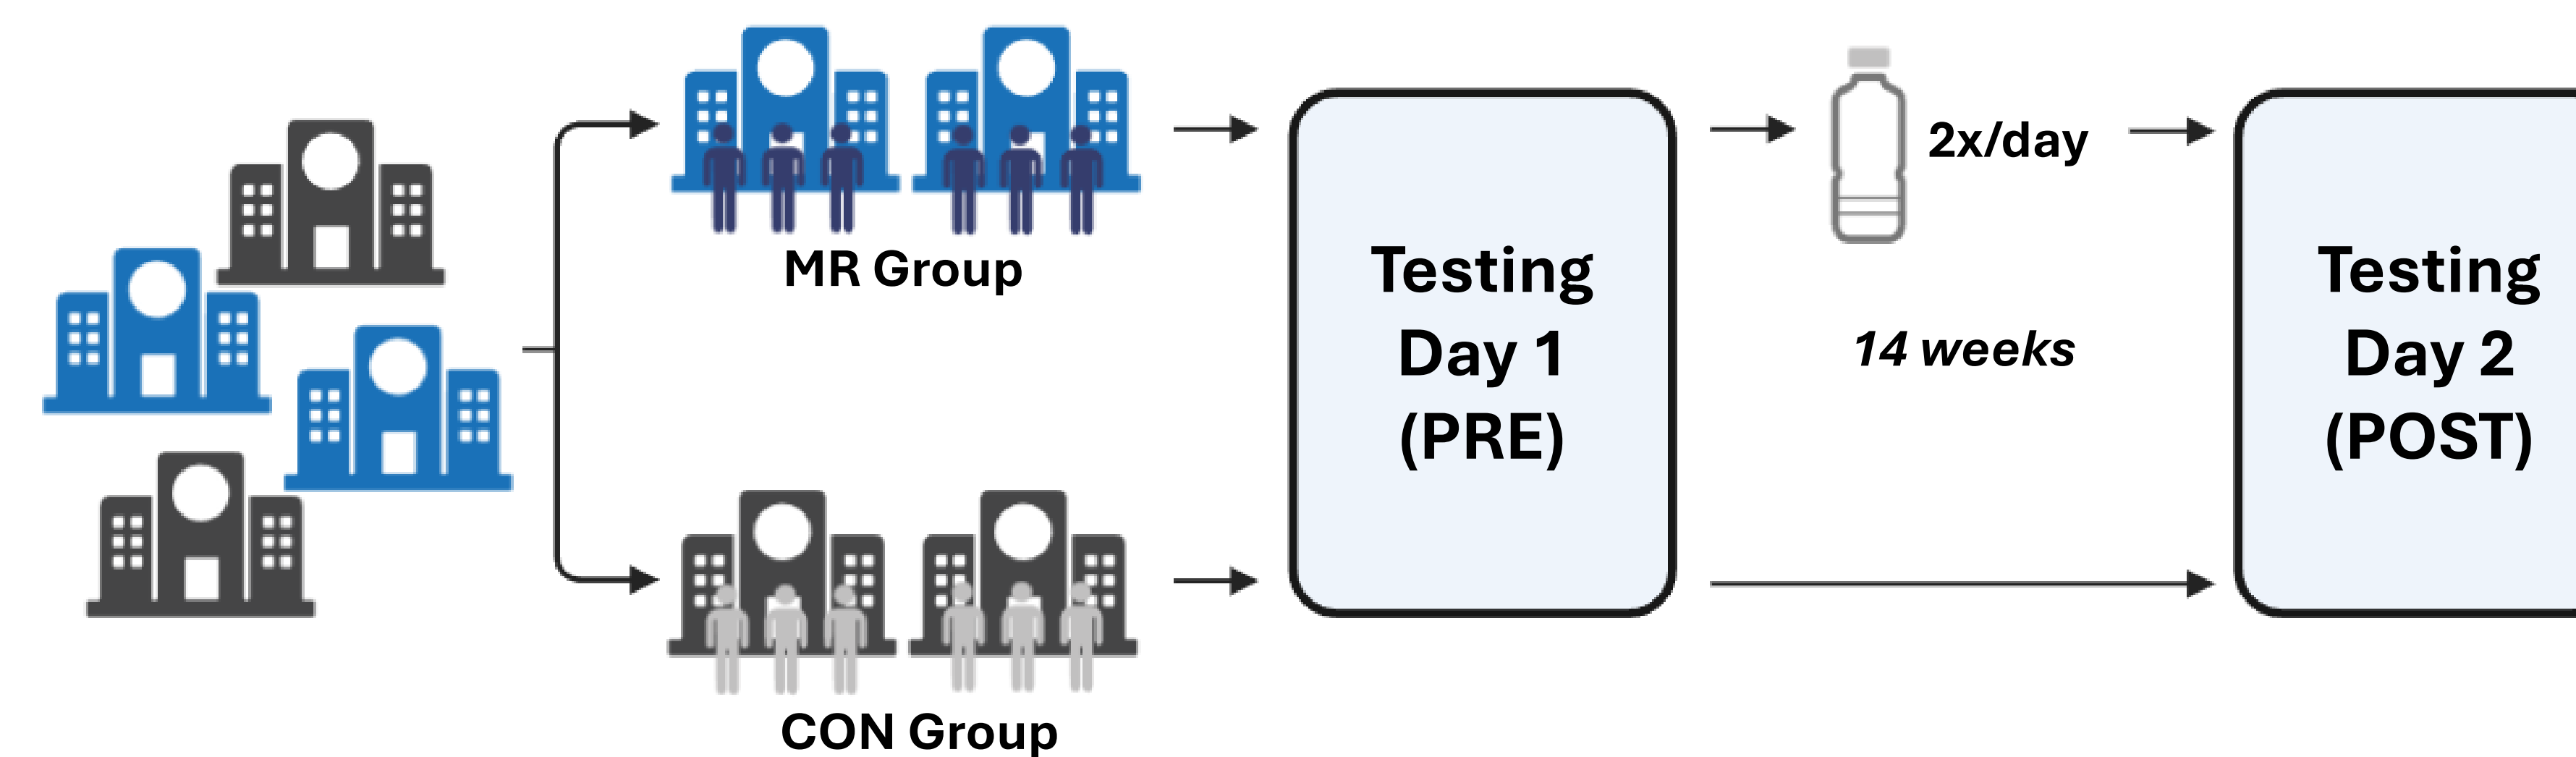 MR Group
CON Group
Testing
Day 1
(PRE)
2x/day
14 weeks
Testing
Day 2
(POST)